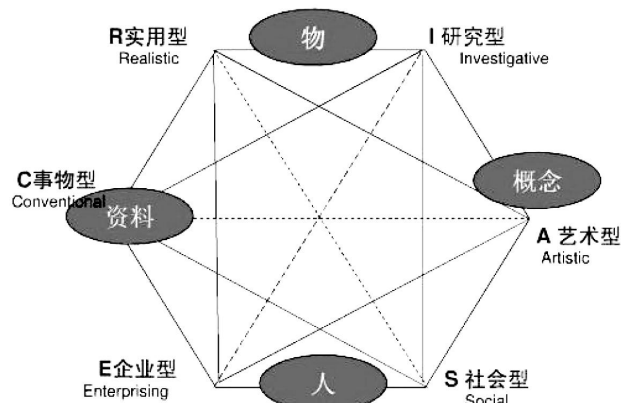 R实用型
Realistic
物
I 研究型
Investigative
C事物型
Conventional
资料
概念
A 艺术型
Artistic
E企业型
Enterprising
人
S 社会型
Social